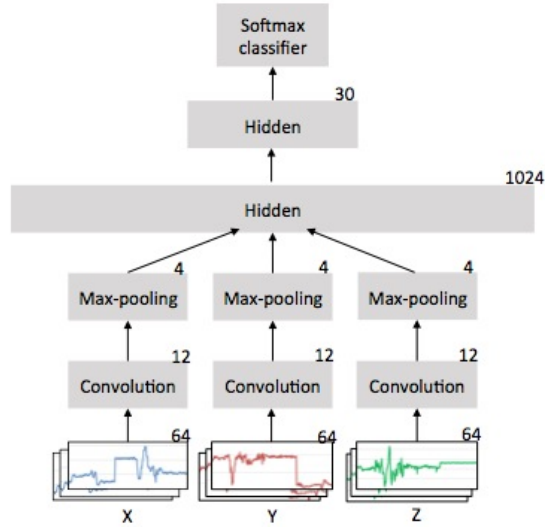 Softmax
classifier
30
Hidden
1024
Hidden
4 4 4
Max-pooling Max-pooling Max-pooling
12 12 12
Convolution Convolution Convolution
64 64 64
X Y Z